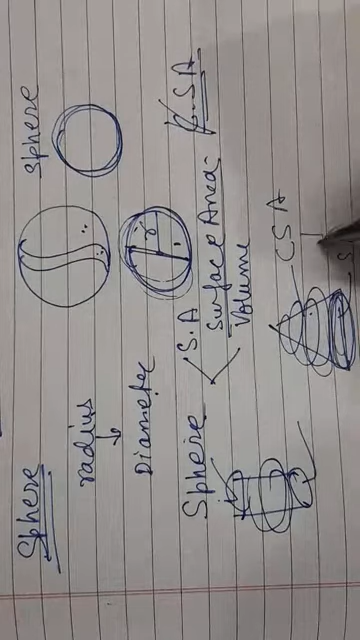 Sphere sphere
radius
↓
Diameter
r
Sphere
S.A
Surface Area
Volume
CSA